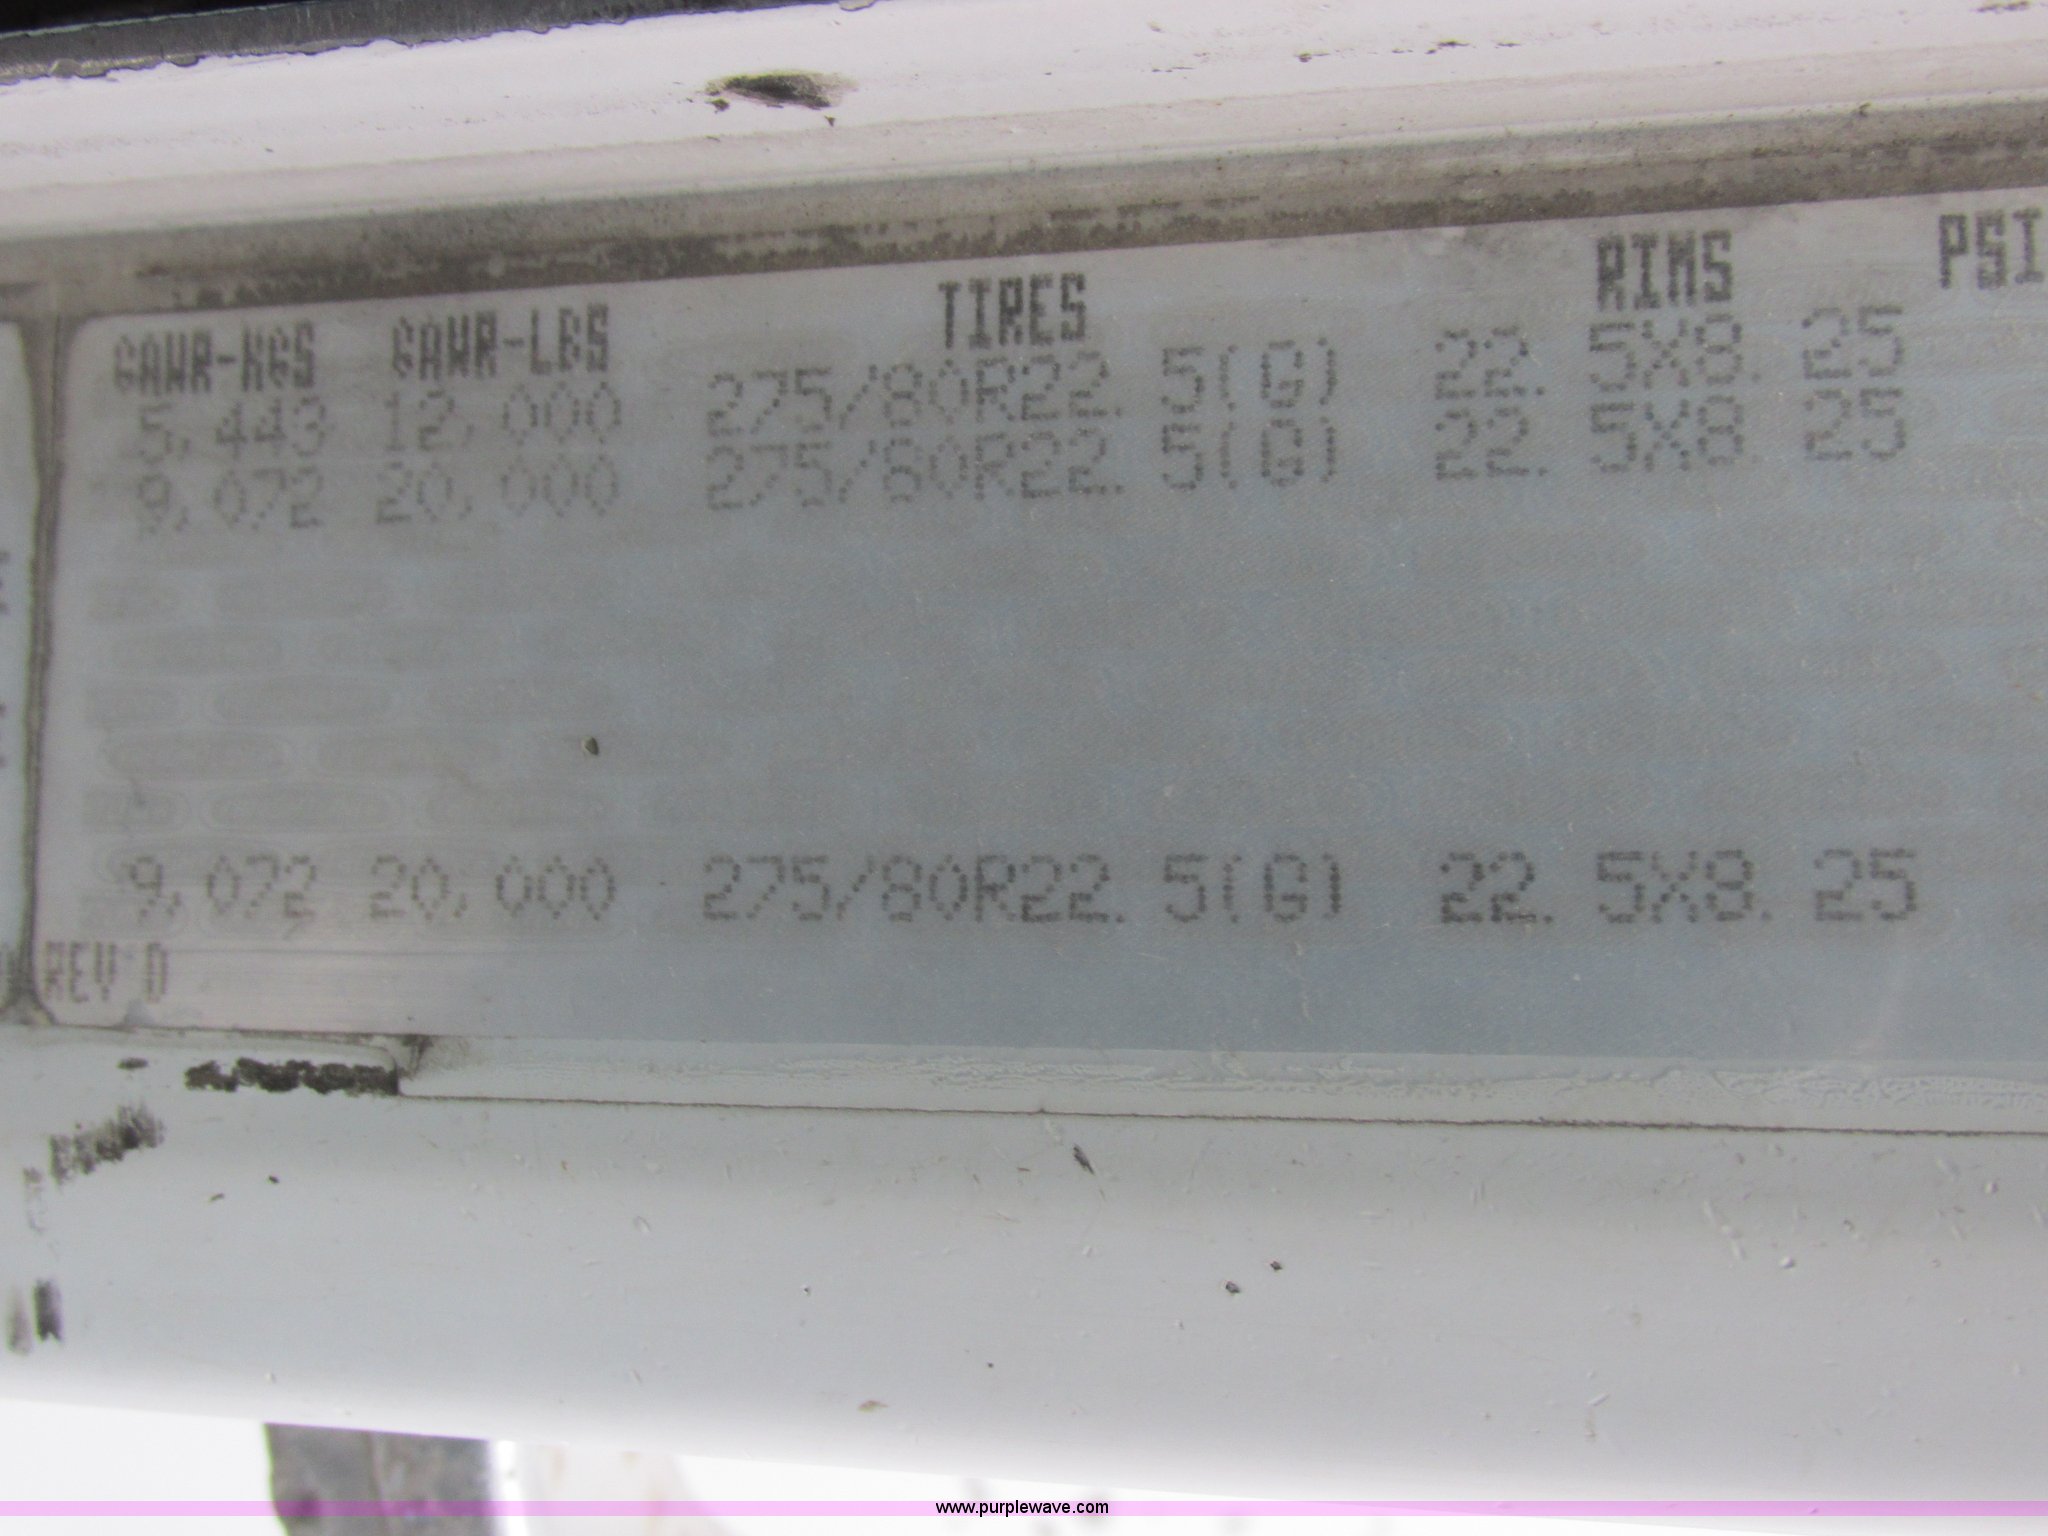 GAWR-KGS GAWR-LBS TIRES RIMS PSI
5,443 12,000 275/80R22.5(G) 22.5X8.25
9,072 20,000 275/80R22.5(G) 22.5X8.25
9,072 20,000 275/80R22.5(G) 22.5X8.25
REV D
www.purplewave.com